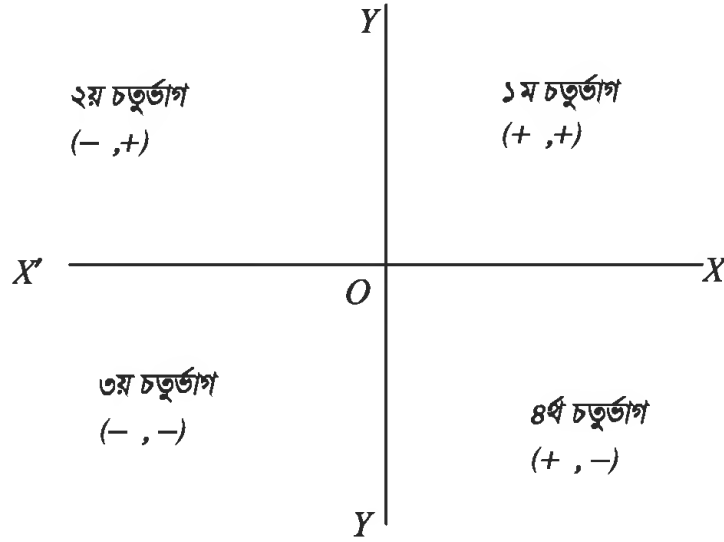 Y
২য় চতুর্ভাগ
(− ,+)
১ম চতুর্ভাগ
(+ ,+)
X′
X
O
৩য় চতুর্ভাগ
(− , −)
৪র্থ চতুর্ভাগ
(+ , −)
Y